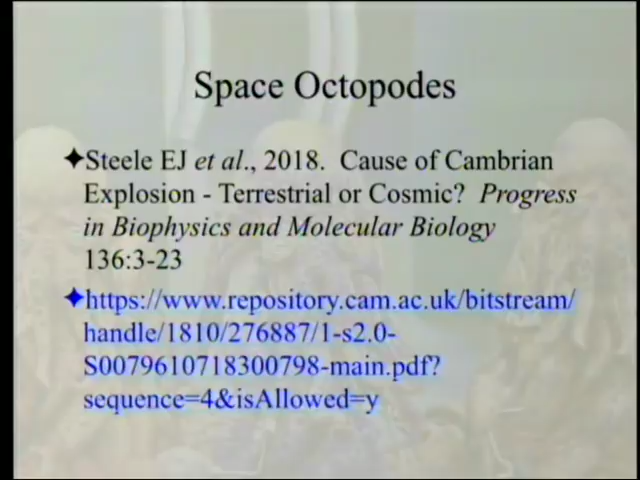 Space Octopodes
✦Steele EJ et al., 2018. Cause of Cambrian
Explosion - Terrestrial or Cosmic? Progress
in Biophysics and Molecular Biology
136:3-23
✦https://www.repository.cam.ac.uk/bitstream/
handle/1810/276887/1-s2.0-
S0079610718300798-main.pdf?
sequence=4&isAllowed=y